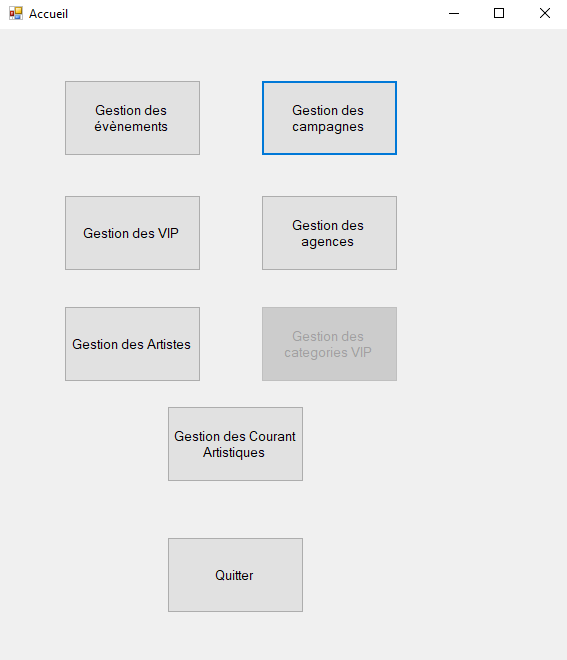 Accueil
Gestion des
évènements
Gestion des
campagnes
Gestion des VIP
Gestion des
agences
Gestion des Artistes
Gestion des
categories VIP
Gestion des Courant
Artistiques
Quitter